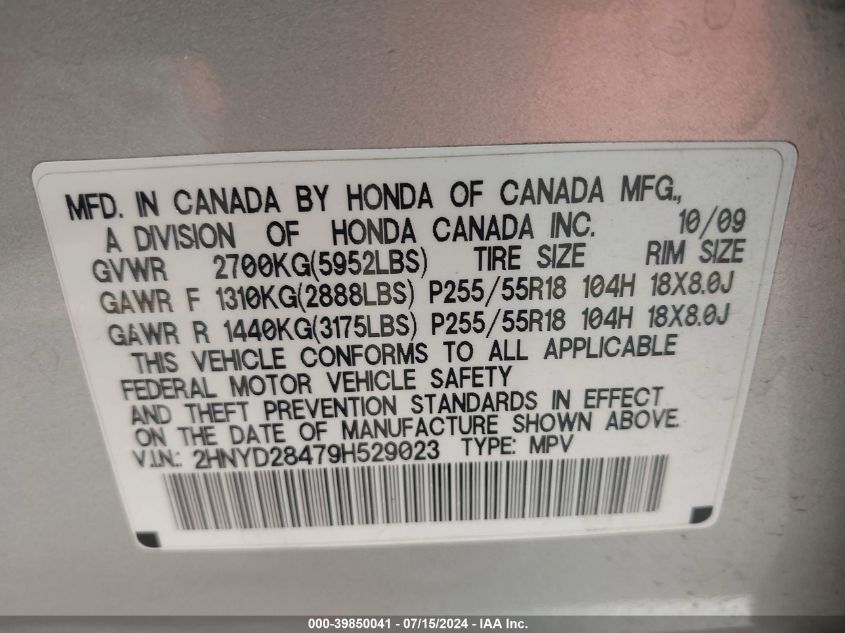 MFD. IN CANADA BY HONDA OF CANADA MFG.,
A DIVISION OF HONDA CANADA INC. 10/09
GVWR 2700KG(5952LBS) TIRE SIZE RIM SIZE
GAWR F 1310KG(2888LBS) P255/55R18 104H 18X8.0J
GAWR R 1440KG(3175LBS) P255/55R18 104H 18X8.0J
THIS VEHICLE CONFORMS TO ALL APPLICABLE
FEDERAL MOTOR VEHICLE SAFETY
AND THEFT PREVENTION STANDARDS IN EFFECT
ON THE DATE OF MANUFACTURE SHOWN ABOVE.
V.I.N.: 2HNYD28479H529023 TYPE: MPV
000-39850041 - 07/15/2024 - IAA Inc.